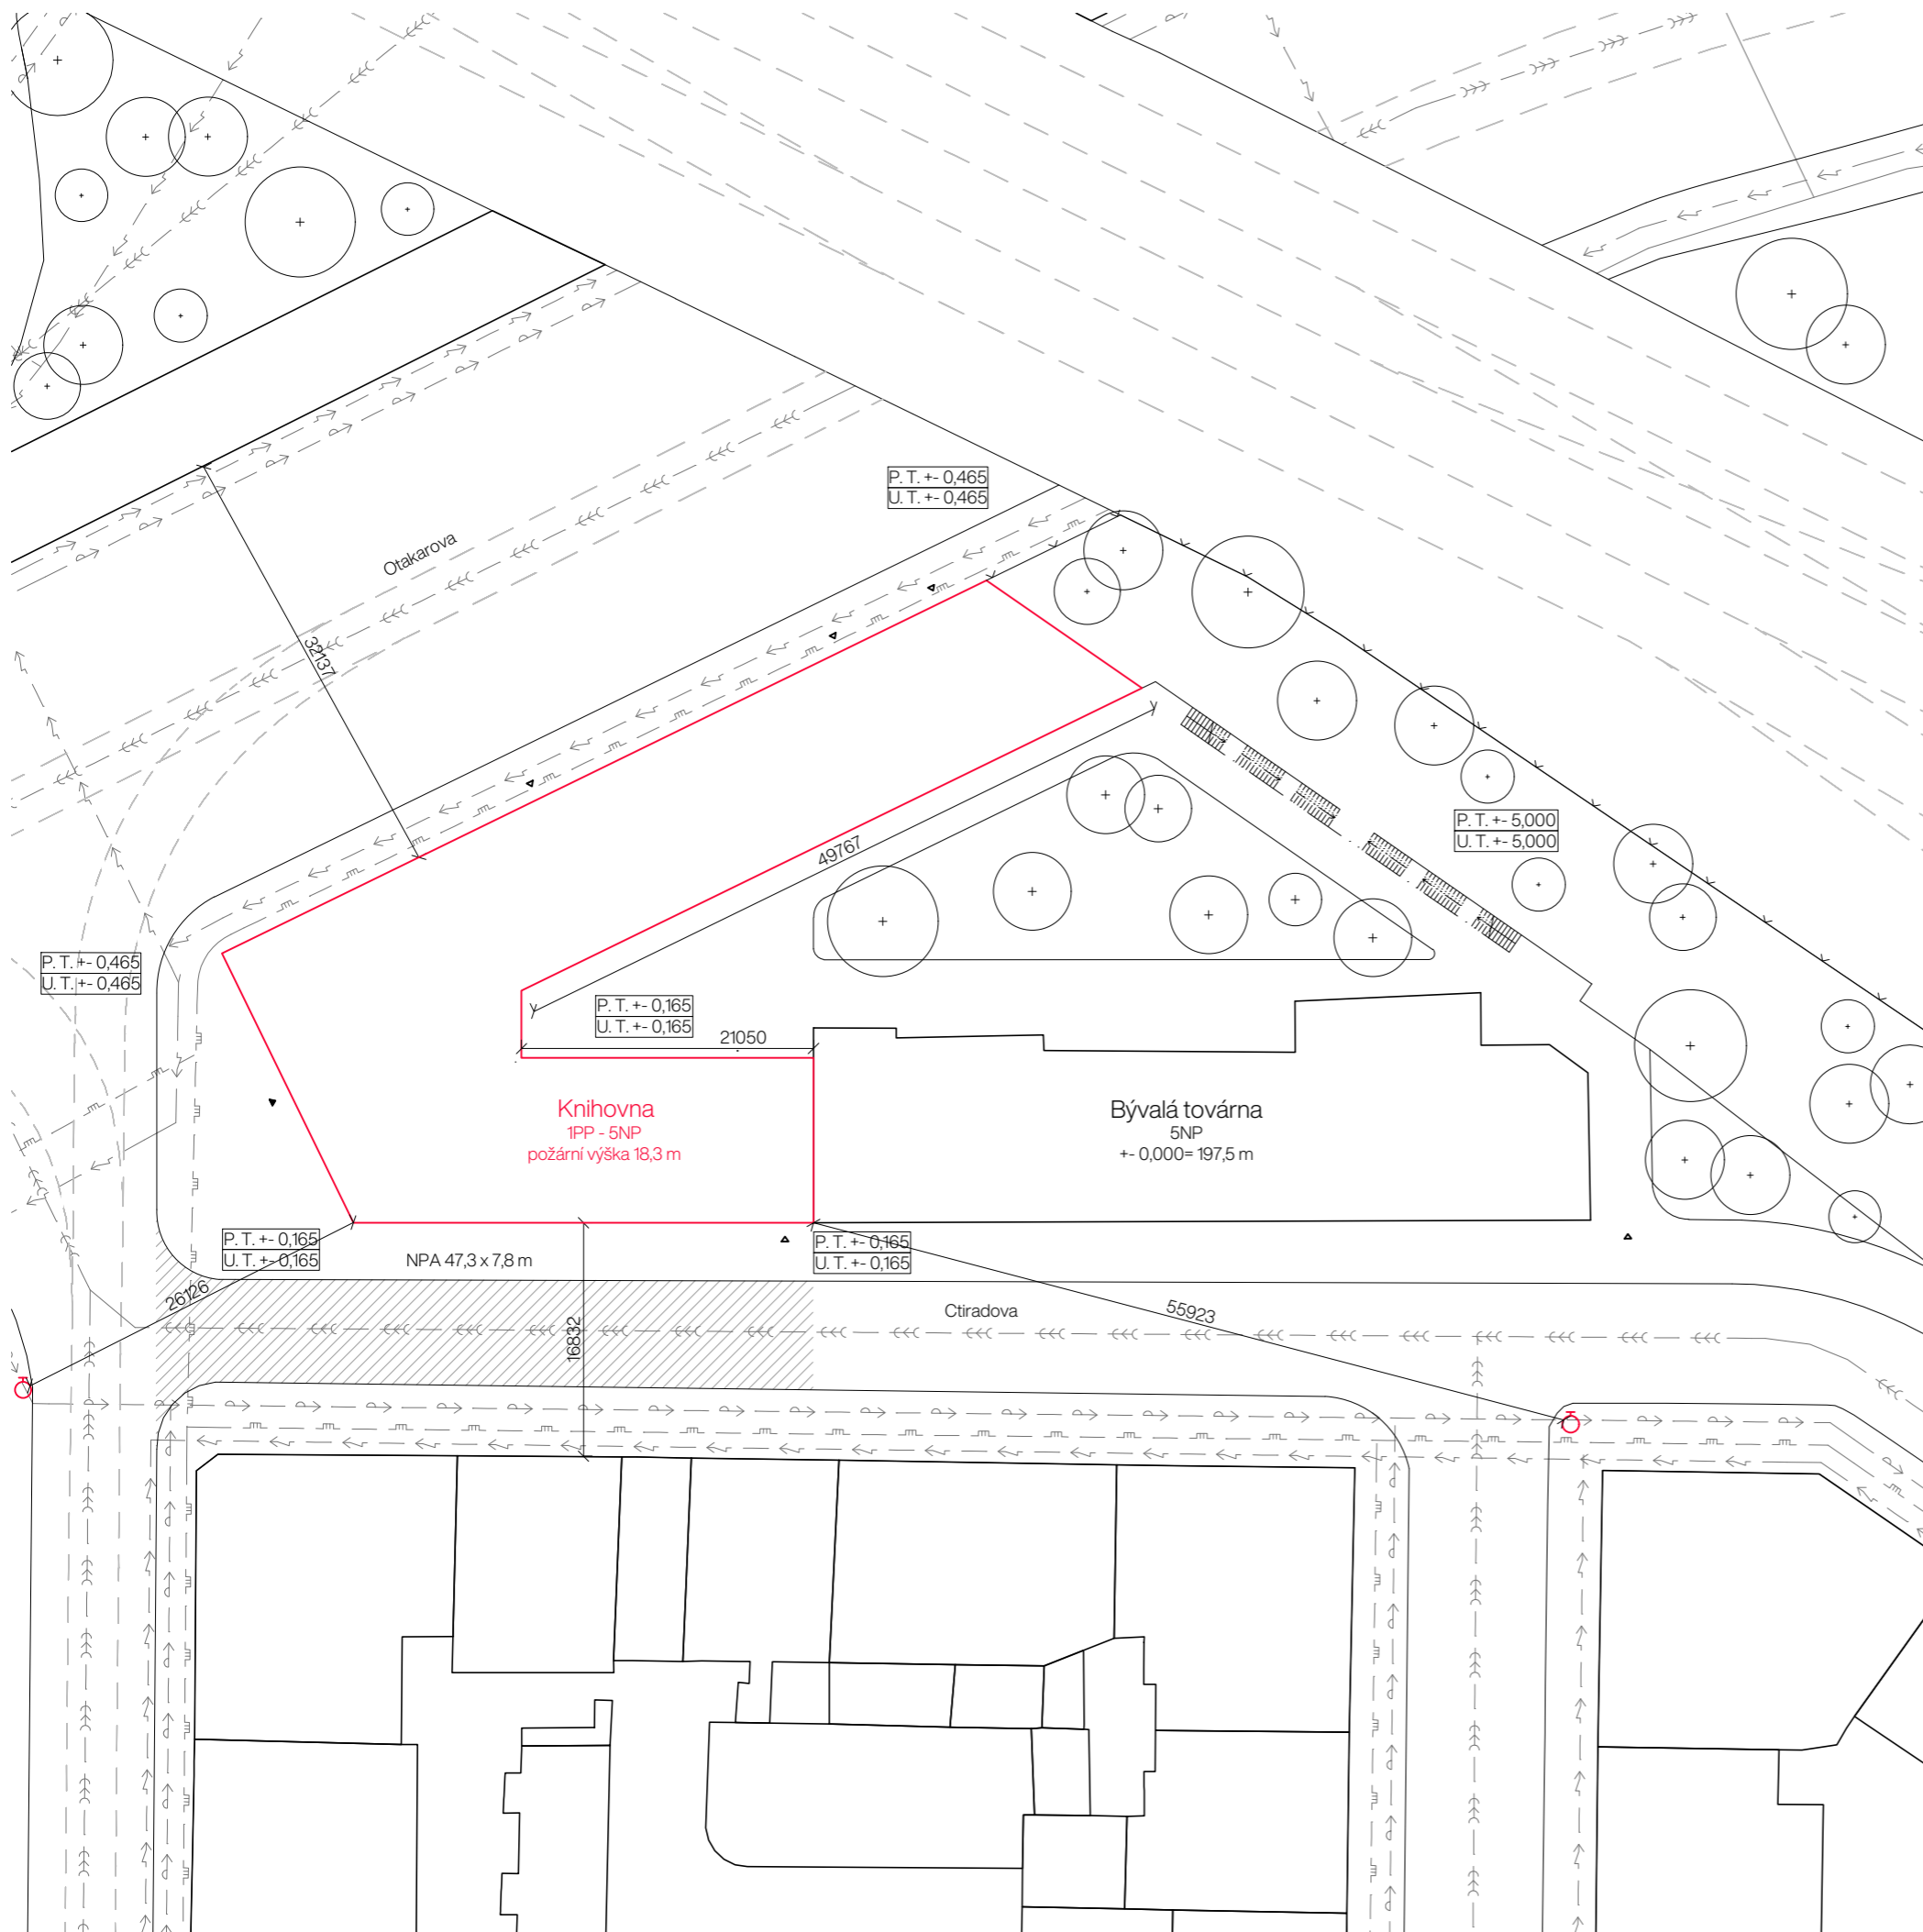 P. T. +- 0,465
U. T. +- 0,465
Otakarova
32137
P. T. +- 5,000
U. T. +- 5,000
49767
P. T. +- 0,465
U. T. +- 0,465
P. T. +- 0,165
U. T. +- 0,165
21050
Knihovna
1PP - 5NP
požární výška 18,3 m
Bývalá továrna
5NP
+- 0,000= 197,5 m
P. T. +- 0,165
U. T. +- 0,165
NPA 47,3 x 7,8 m
P. T. +- 0,165
U. T. +- 0,165
26126
16832
Ctiradova
55923